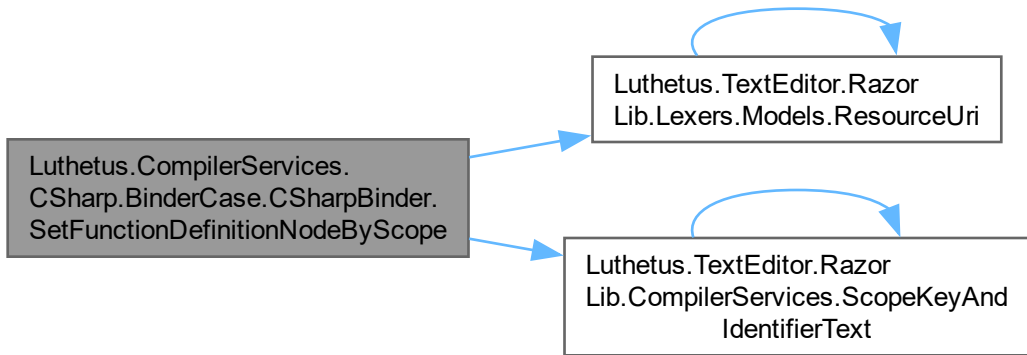 Luthetus.CompilerServices.
CSharp.BinderCase.CSharpBinder.
SetFunctionDefinitionNodeByScope
Luthetus.TextEditor.Razor
Lib.Lexers.Models.ResourceUri
Luthetus.TextEditor.Razor
Lib.CompilerServices.ScopeKeyAnd
IdentifierText